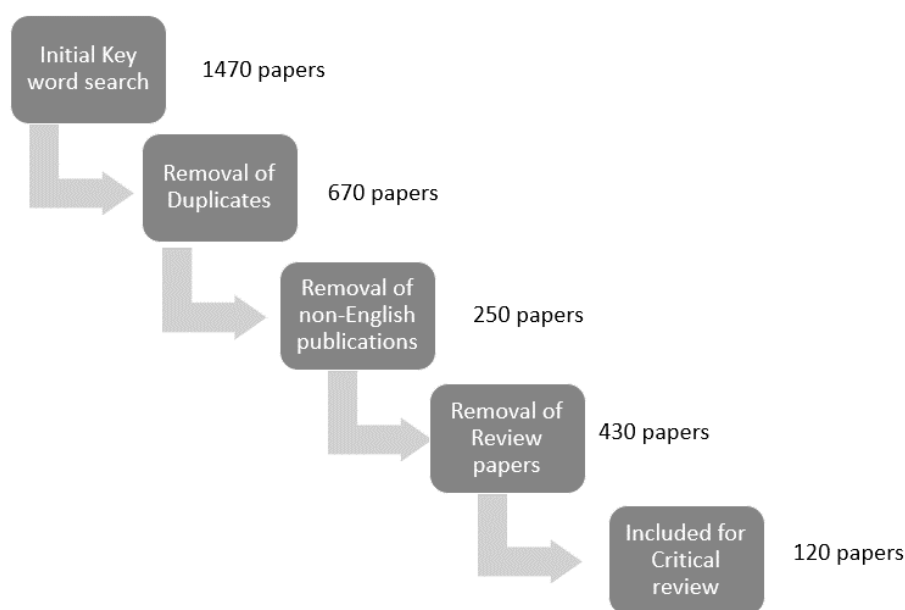 Initial Key
word search
1470 papers
Removal of
Duplicates
670 papers
Removal of
non-English
publications
250 papers
Removal of
Review
papers
430 papers
Included for
Critical
review
120 papers